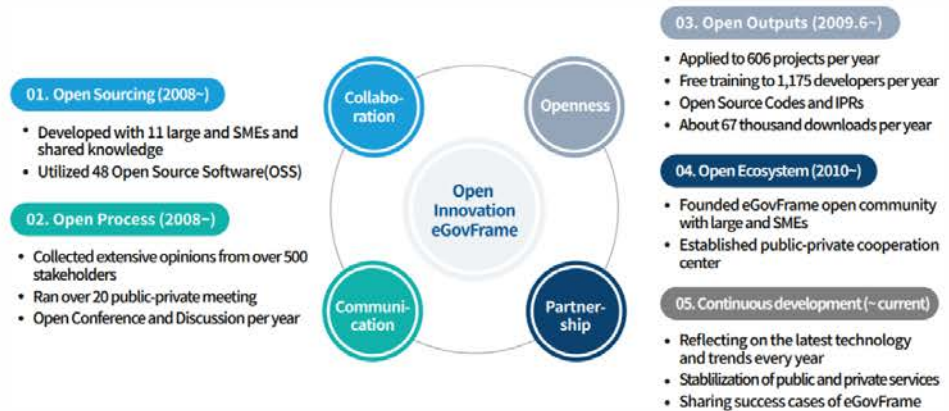 01. Open Sourcing (2008~)
• Developed with 11 large and SMEs and
shared knowledge
• Utilized 48 Open Source Software(OSS)
02. Open Process (2008~)
• Collected extensive opinions from over 500
stakeholders
• Ran over 20 public-private meeting
• Open Conference and Discussion per year
Collabo-
ration
Openness
Open
Innovation
eGovFrame
Communi-
cation
Partner-
ship
03. Open Outputs (2009.6~)
• Applied to 606 projects per year
• Free training to 1,175 developers per year
• Open Source Codes and IPRs
• About 67 thousand downloads per year
04. Open Ecosystem (2010~)
• Founded eGovFrame open community
with large and SMEs
• Established public-private cooperation
center
05. Continuous development (~ current)
• Reflecting on the latest technology
and trends every year
• Stablilization of public and private services
• Sharing success cases of eGovFrame